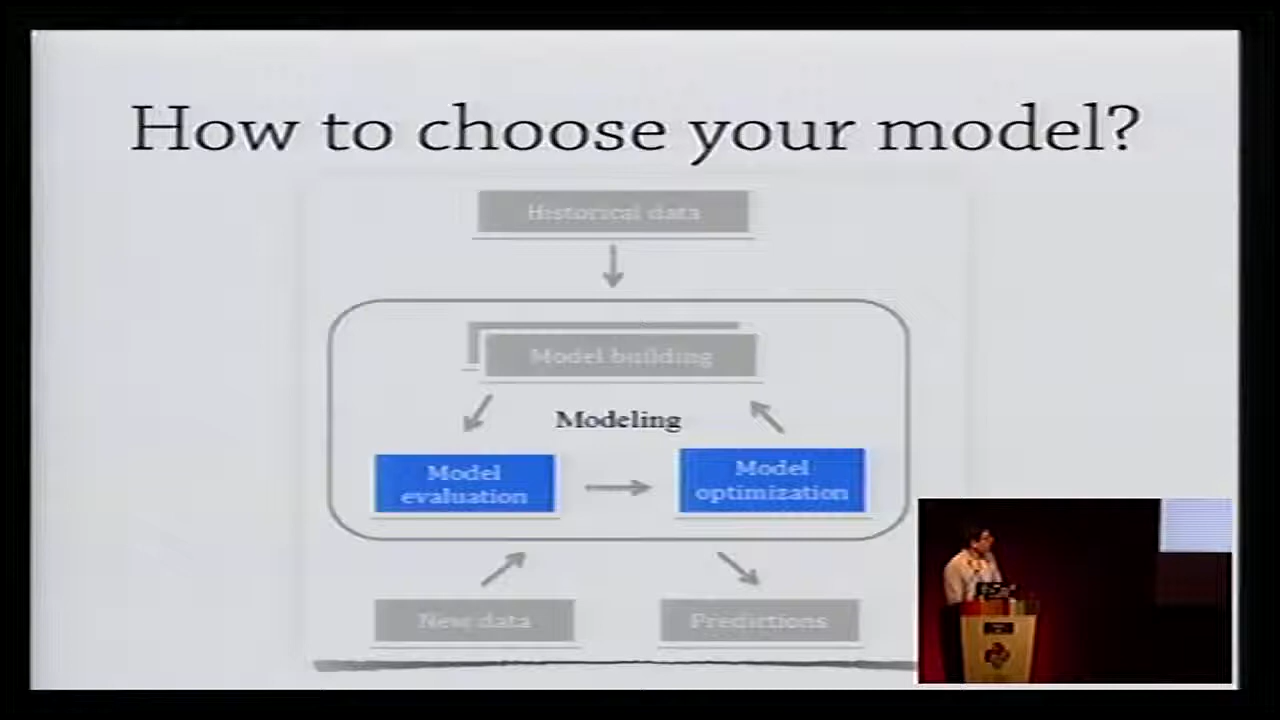 How to choose your model?
Historical data
Model building
Modeling
Model
evaluation
Model
optimization
New data
Predictions